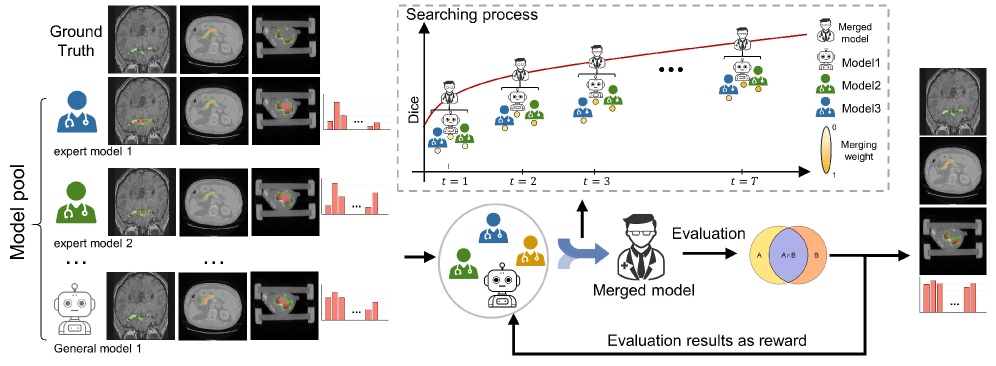 Searching process
Ground
Truth
Merged
model
Model1
Model2
Model3
Dice
0
Merging
weight
1
t = 1
t = 2
t = 3
t = T
...
Model pool
expert model 1
...
expert model 2
...
...
...
General model 1
...
Merged model
Evaluation
A
A∩B
B
Evaluation results as reward
...